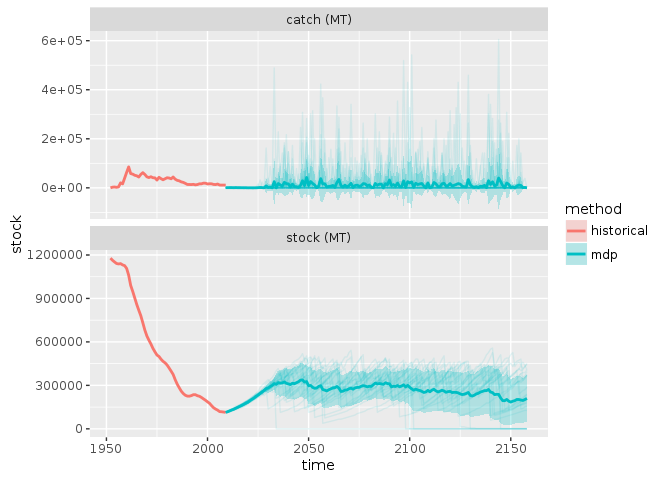 catch (MT)
6e+05
4e+05
2e+05
0e+00
stock (MT)
1200000
900000
600000
300000
0
1950
2000
2050
2100
2150
time
stock
method
historical
mdp